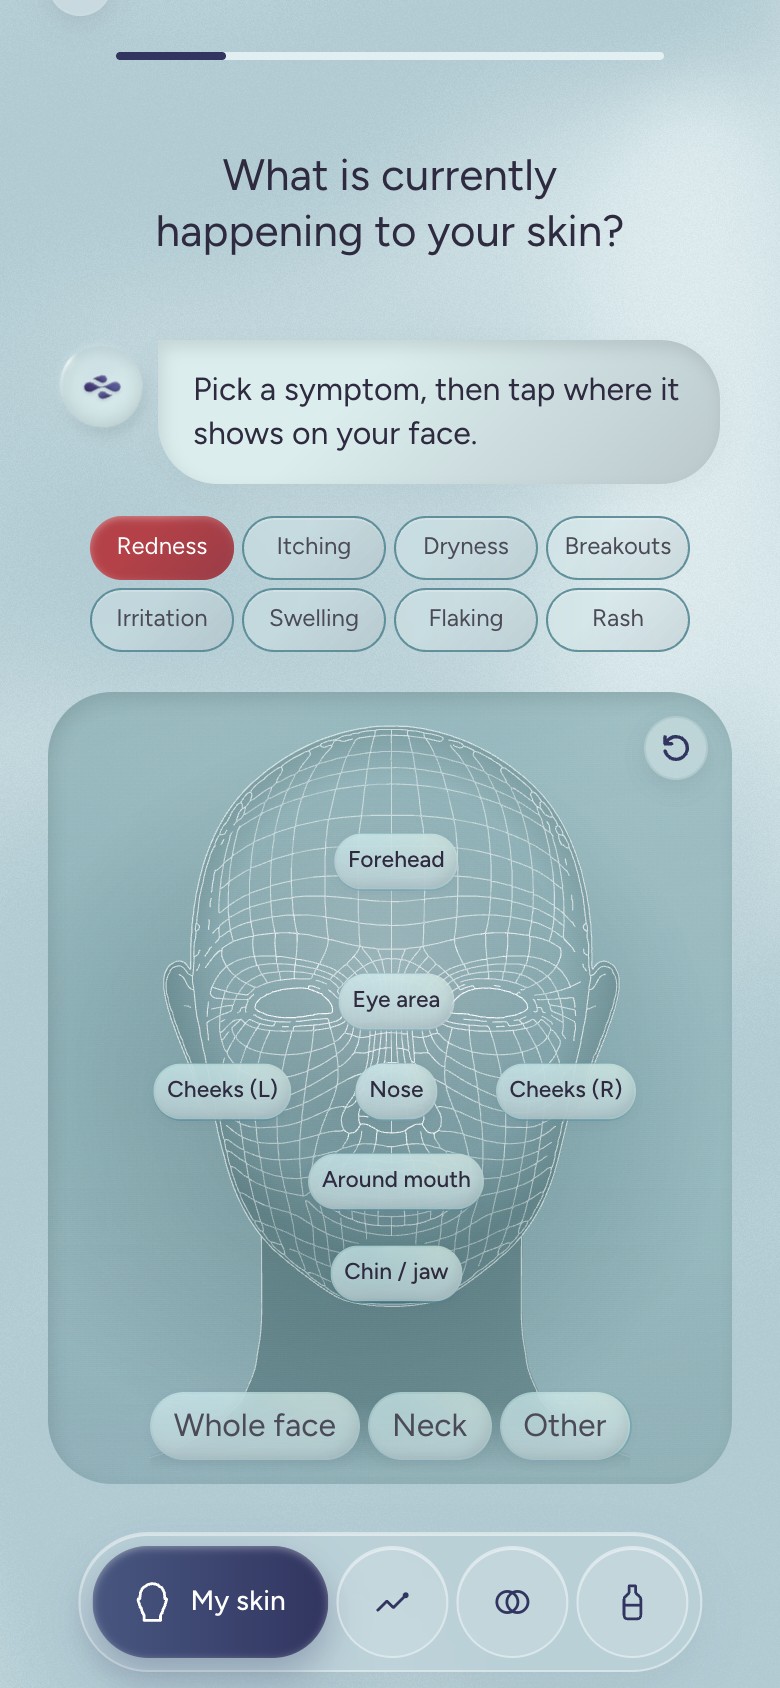 What is currently
happening to your skin?
Pick a symptom, then tap where it
shows on your face.
Redness
Itching
Dryness
Breakouts
Irritation
Swelling
Flaking
Rash
Forehead
Eye area
Cheeks (L)
Nose
Cheeks (R)
Around mouth
Chin / jaw
Whole face
Neck
Other
My skin